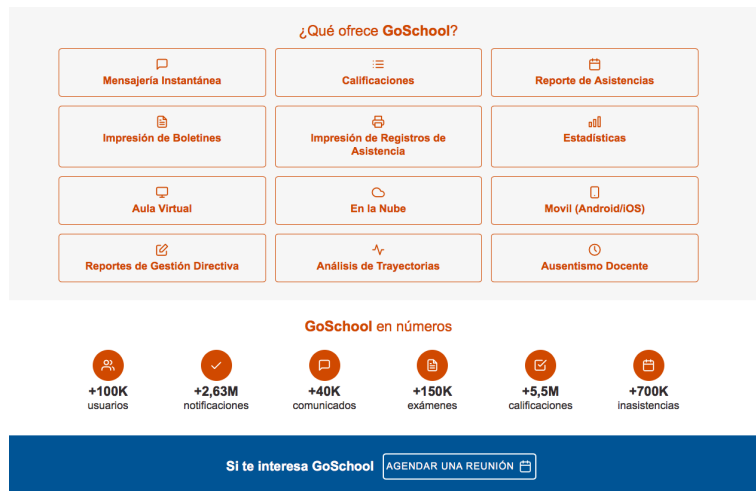 ¿Qué ofrece GoSchool?
Mensajería Instantánea
Calificaciones
Reporte de Asistencias
Impresión de Boletines
Impresión de Registros de
Asistencia
Estadísticas
Aula Virtual
En la Nube
Movil (Android/iOS)
Reportes de Gestión Directiva
Análisis de Trayectorias
Ausentismo Docente
GoSchool en números
+100K
usuarios
+2,63M
notificaciones
+40K
comunicados
+150K
exámenes
+5,5M
calificaciones
+700K
inasistencias
Si te interesa GoSchool
AGENDAR UNA REUNIÓN